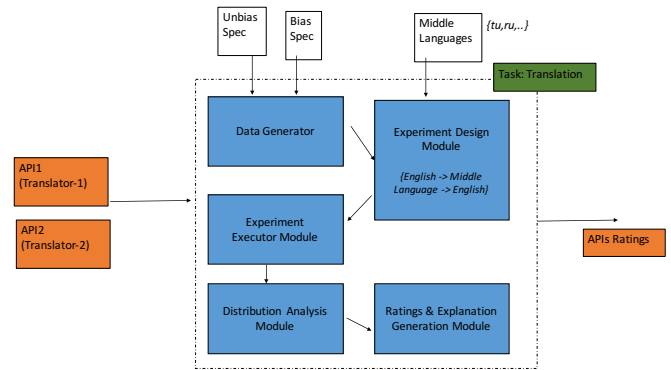 Unbias
Spec
Bias
Spec
Middle
Languages
{tu,ru,..}
Task: Translation
Data Generator
Experiment Design
Module
{English -> Middle
Language -> English}
API1
(Translator-1)
API2
(Translator-2)
Experiment
Executor Module
APIs Ratings
Distribution Analysis
Module
Ratings & Explanation
Generation Module